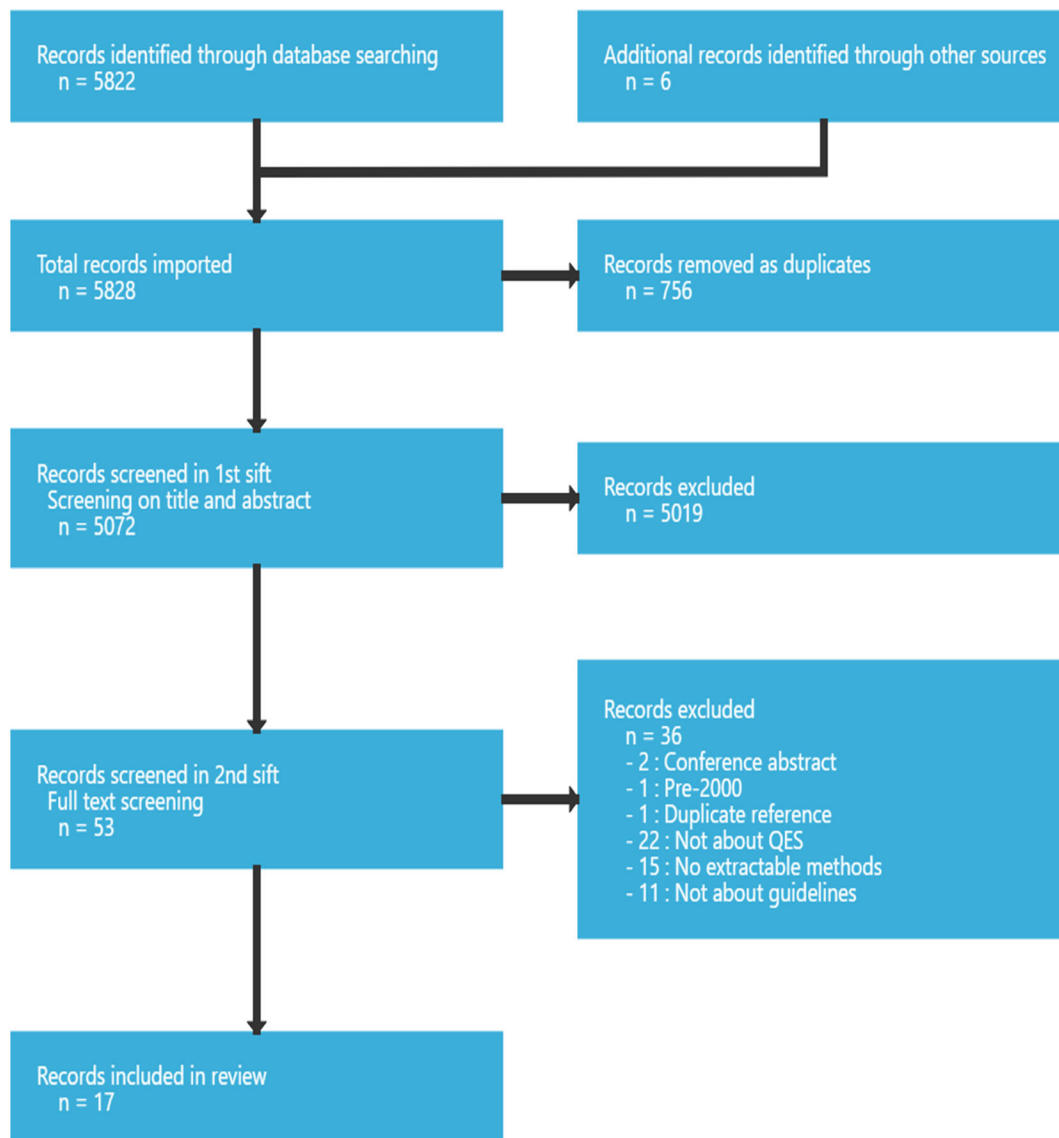 Records identified through database searching
n = 5822
Additional records identified through other sources
n = 6
Total records imported
n = 5828
Records removed as duplicates
n = 756
Records screened in 1st sift
Screening on title and abstract
n = 5072
Records excluded
n = 5019
Records screened in 2nd sift
Full text screening
n = 53
Records excluded
n = 36
- 2 : Conference abstract
- 1 : Pre-2000
- 1 : Duplicate reference
- 22 : Not about QES
- 15 : No extractable methods
- 11 : Not about guidelines
Records included in review
n = 17